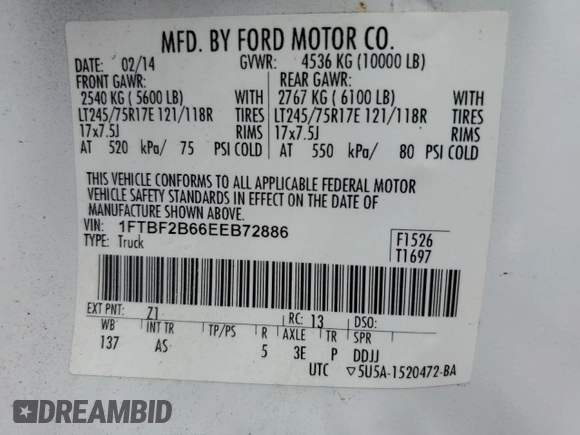 MFD. BY FORD MOTOR CO.
DATE: 02/14 GVWR: 4536 KG (10000 LB)
FRONT GAWR: REAR GAWR:
2540 KG ( 5600 LB) WITH 2767 KG ( 6100 LB) WITH
LT245/75R17E 121/118R TIRES LT245/75R17E 121/118R TIRES
17x7.5J RIMS 17x7.5J RIMS
AT 520 kPa/ 75 PSI COLD AT 550 kPa/ 80 PSI COLD
THIS VEHICLE CONFORMS TO ALL APPLICABLE FEDERAL MOTOR
VEHICLE SAFETY STANDARDS IN EFFECT ON THE DATE OF
MANUFACTURE SHOWN ABOVE.
VIN: 1FTBF2B66EEB72886 F1526
TYPE: Truck T1697
EXT PNT: Z1 RC: 13 DSO:
WB INT TR TP/PS R AXLE TR SPR
137 AS 5 3E P DDJJ
UTC ▽5U5A-1520472-BA
DREAMBID